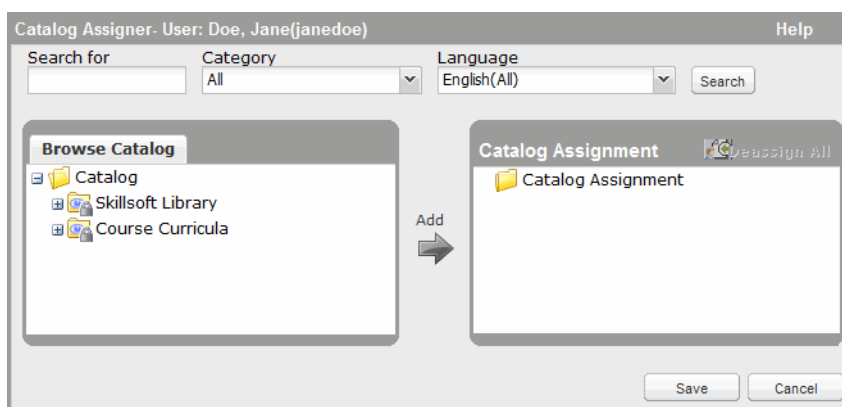 Catalog Assigner- User: Doe, Jane(janedoe) Help
Search for Category Language
All English(All) Search
Browse Catalog
Catalog
Skillsoft Library
Course Curricula
Add
Catalog Assignment Deassign All
Catalog Assignment
Save Cancel